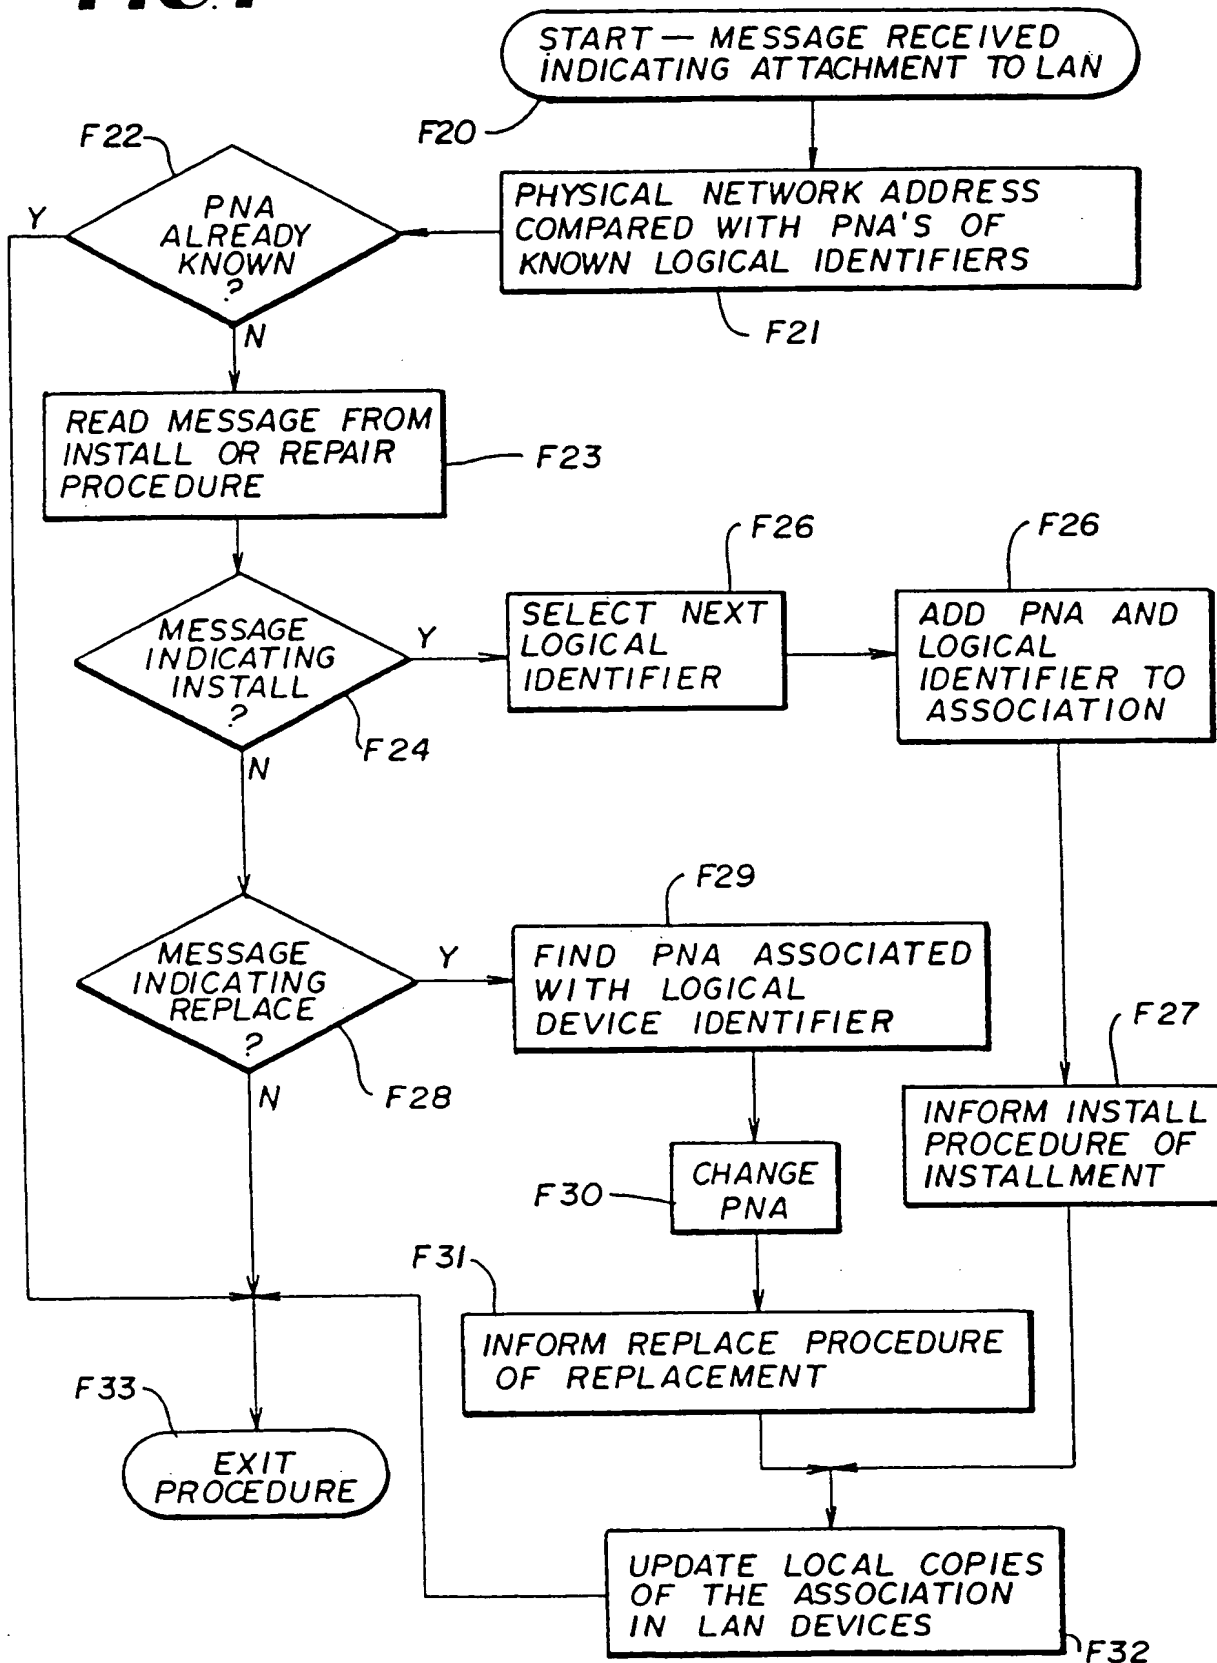 START — MESSAGE RECEIVED
INDICATING ATTACHMENT TO LAN
F20
F22
PHYSICAL NETWORK ADDRESS
COMPARED WITH PNA'S OF
KNOWN LOGICAL IDENTIFIERS
F21
PNA
ALREADY
KNOWN
?
Y
N
READ MESSAGE FROM
INSTALL OR REPAIR
PROCEDURE
F23
MESSAGE
INDICATING
INSTALL
?
Y
F24
N
F26
SELECT NEXT
LOGICAL
IDENTIFIER
F26
ADD PNA AND
LOGICAL
IDENTIFIER TO
ASSOCIATION
MESSAGE
INDICATING
REPLACE
?
Y
F28
N
F29
FIND PNA ASSOCIATED
WITH LOGICAL
DEVICE IDENTIFIER
F27
INFORM INSTALL
PROCEDURE OF
INSTALLMENT
F30
CHANGE
PNA
F31
INFORM REPLACE PROCEDURE
OF REPLACEMENT
F33
EXIT
PROCEDURE
UPDATE LOCAL COPIES
OF THE ASSOCIATION
IN LAN DEVICES
F32